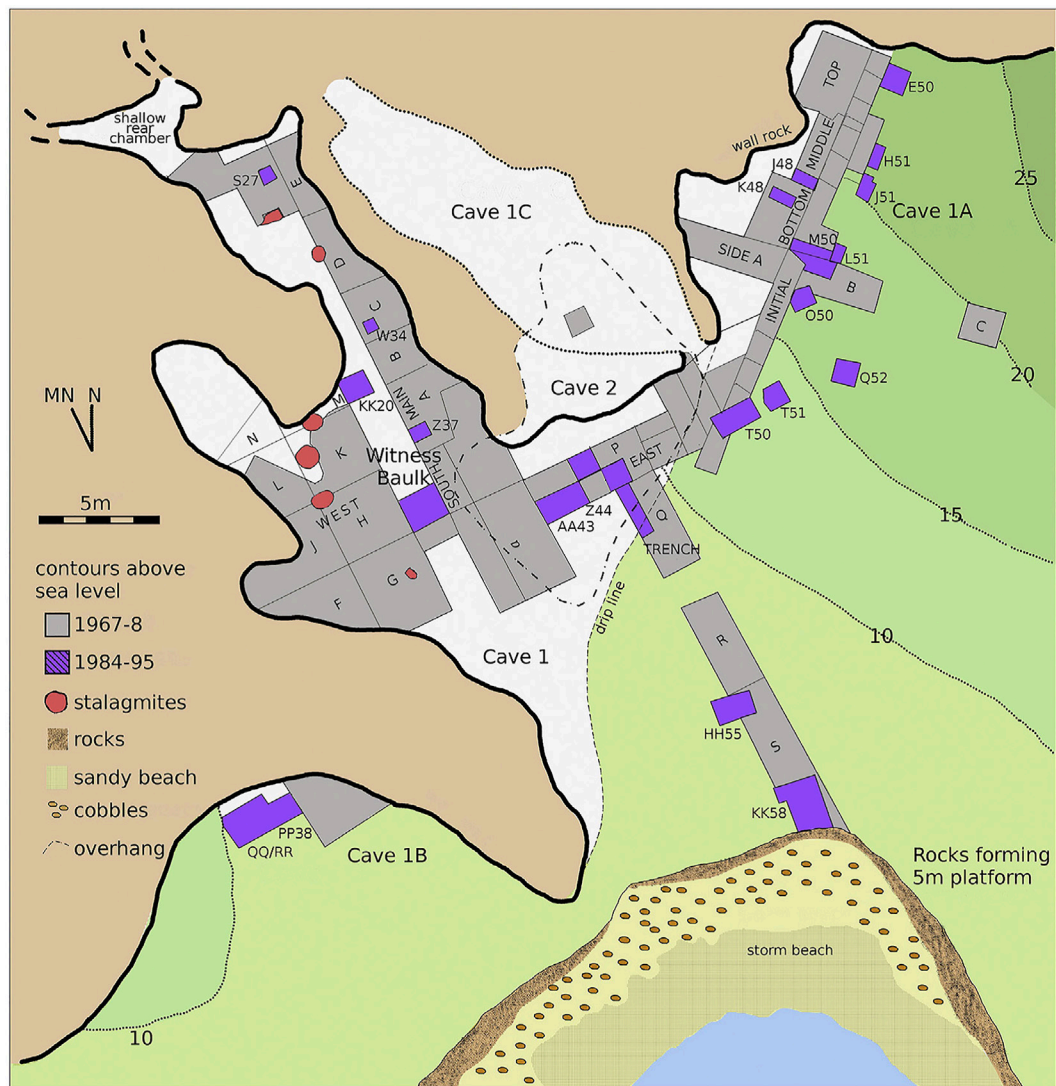 TOP
E50
shallow
rear
chamber
wall rock
MIDDLE
J48
H51
S27
E
K48
J51
25
Cave 1C
Cave 1A
BOTTOM
M50
L51
SIDE A
D
B
INITIAL
C
O50
C
W34
B
20
Q52
Cave 2
MN N
M
KK20
MAIN
A
T51
T50
Z37
N
K
P
EAST
Witness
Baulk
SOUTH
L
5m
WEST
H
Z44
Q
15
AA43
J
TRENCH
contours above
sea level
G
F
drip line
1967-8
10
R
1984-95
Cave 1
stalagmites
HH55
rocks
S
sandy beach
cobbles
KK58
PP38
overhang
QQ/RR
Cave 1B
Rocks forming
5m platform
storm beach
10